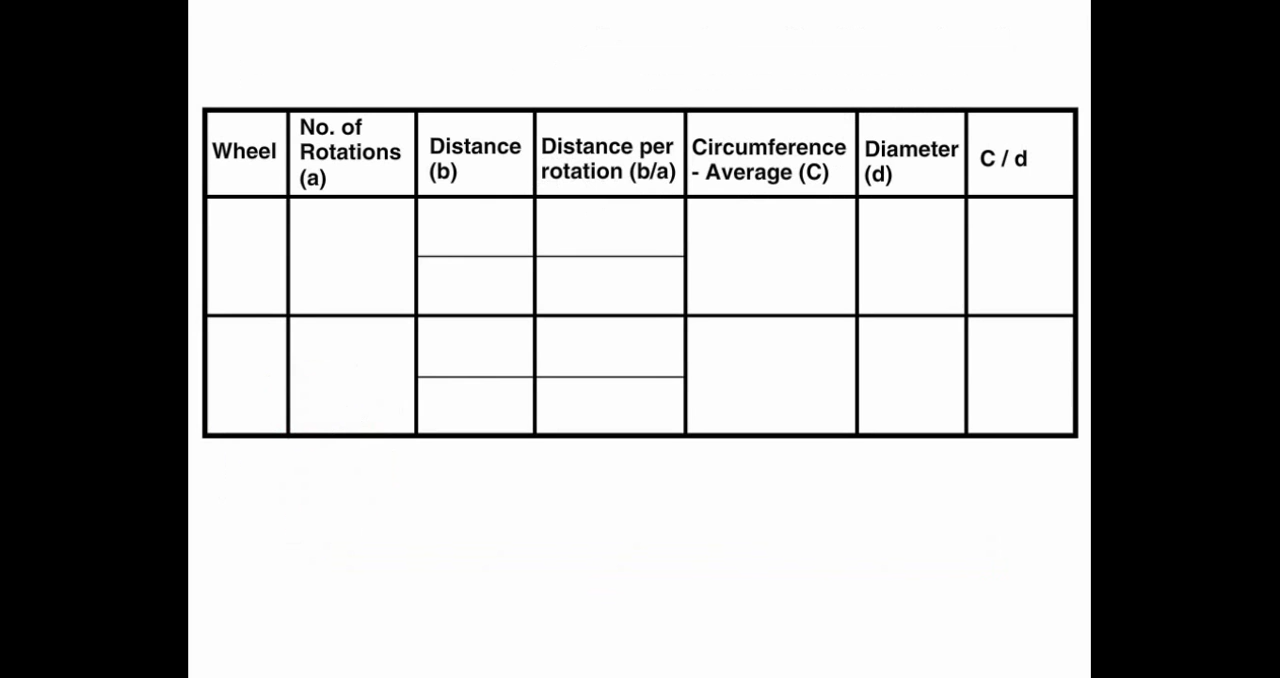 Wheel
No. of
Rotations
(a)
Distance
(b)
Distance per
rotation (b/a)
Circumference
- Average (C)
Diameter
(d)
C / d